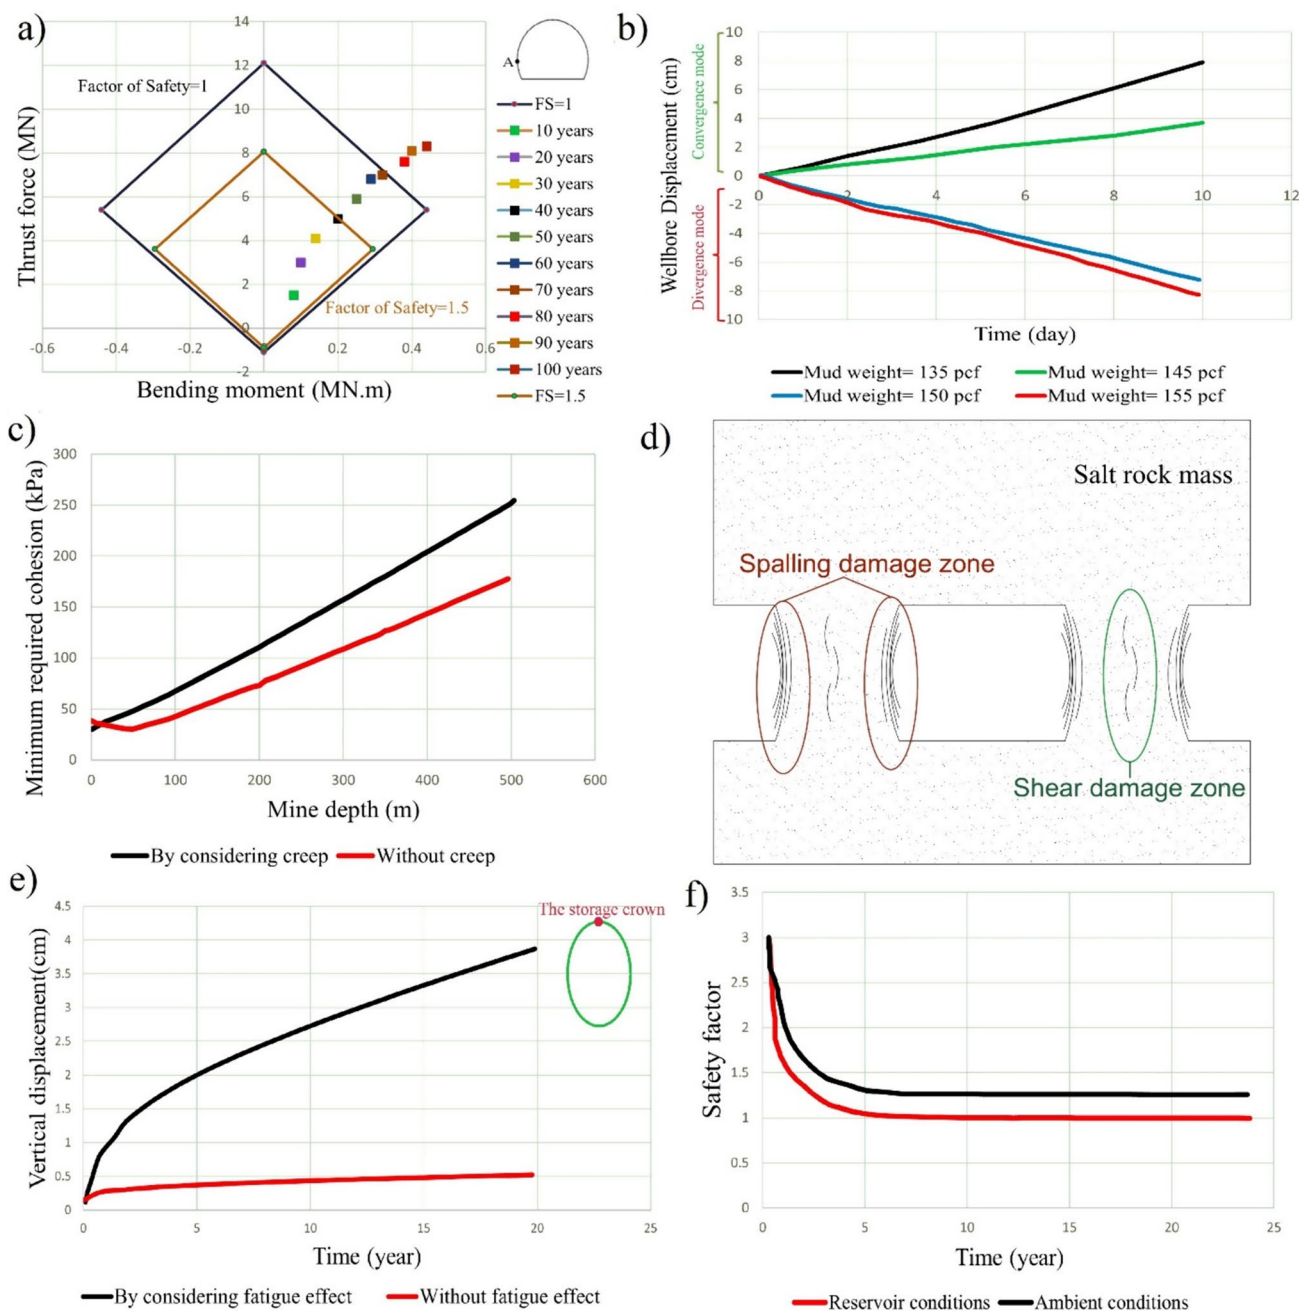 a)
Thrust force (MN)
14
12
10
8
6
4
2
0
-2
-0.6
-0.4
-0.2
0
0.2
0.4
0.6
Bending moment (MN.m)
Factor of Safety=1
Factor of Safety=1.5
A
FS=1
10 years
20 years
30 years
40 years
50 years
60 years
70 years
80 years
90 years
100 years
FS=1.5
b)
Convergence mode
Divergence mode
Wellbore Displacement (cm)
10
8
6
4
2
0
-2
-4
-6
-8
10
0
2
4
6
8
10
12
Time (day)
Mud weight= 135 pcf
Mud weight= 145 pcf
Mud weight= 150 pcf
Mud weight= 155 pcf
c)
Minimum required cohesion (kPa)
300
250
200
150
100
50
0
0
100
200
300
400
500
600
Mine depth (m)
By considering creep
Without creep
d)
Salt rock mass
Spalling damage zone
Shear damage zone
e)
Vertical displacement(cm)
4.5
4
3.5
3
2.5
2
1.5
1
0.5
0
0
5
10
15
20
25
The storage crown
Time (year)
By considering fatigue effect
Without fatigue effect
f)
Safety factor
3.5
3
2.5
2
1.5
1
0.5
0
0
5
10
15
20
25
Time (year)
Reservoir conditions
Ambient conditions